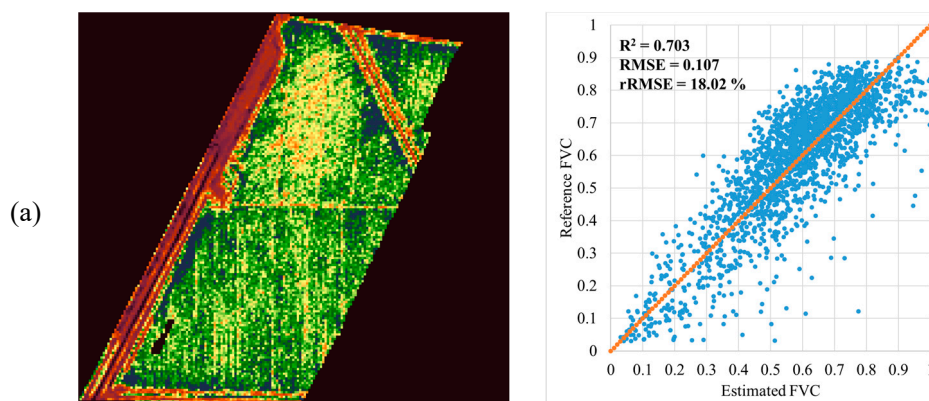 (a)
R² = 0.703
RMSE = 0.107
rRMSE = 18.02 %
Reference FVC
1
0.9
0.8
0.7
0.6
0.5
0.4
0.3
0.2
0.1
0
0 0.1 0.2 0.3 0.4 0.5 0.6 0.7 0.8 0.9
Estimated FVC